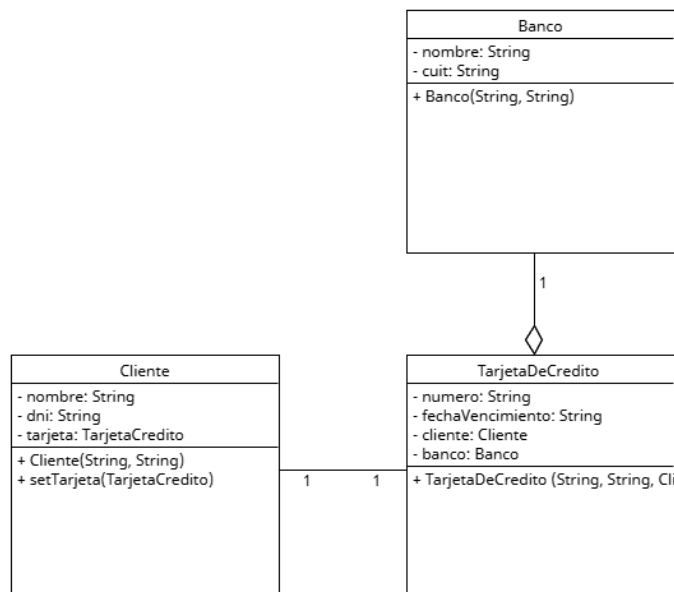 Banco
- nombre: String
- cuit: String
+ Banco(String, String)
1
Cliente
- nombre: String
- dni: String
- tarjeta: TarjetaCredito
+ Cliente(String, String)
+ setTarjeta(TarjetaCredito)
1 1
TarjetaDeCredito
- numero: String
- fechaVencimiento: String
- cliente: Cliente
- banco: Banco
+ TarjetaDeCredito (String, String, Cli